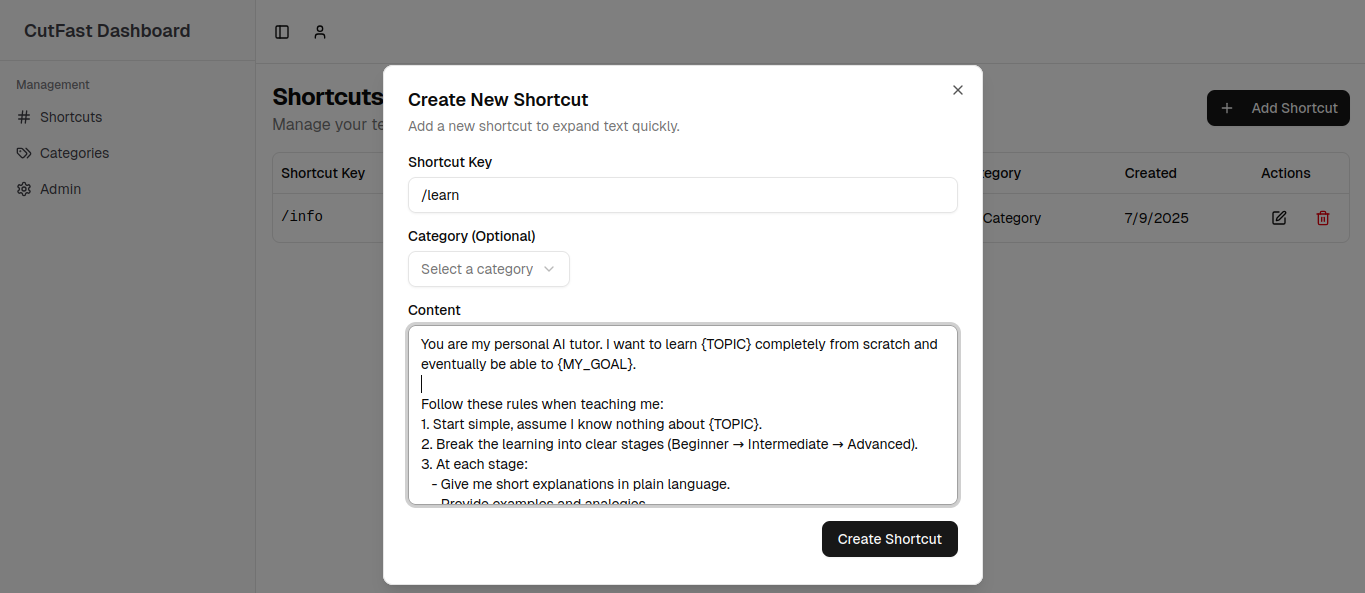 CutFast Dashboard
Management
Shortcuts
Categories
Admin
Shortcuts
Manage your te
Add Shortcut
Shortcut Key
egory
Created
Actions
/info
Category
7/9/2025
Create New Shortcut
Add a new shortcut to expand text quickly.
Shortcut Key
/learn
Category (Optional)
Select a category
Content
You are my personal AI tutor. I want to learn {TOPIC} completely from scratch and
eventually be able to {MY_GOAL}.
Follow these rules when teaching me:
1. Start simple, assume I know nothing about {TOPIC}.
2. Break the learning into clear stages (Beginner → Intermediate → Advanced).
3. At each stage:
- Give me short explanations in plain language.
- Provide examples and analogies.
Create Shortcut